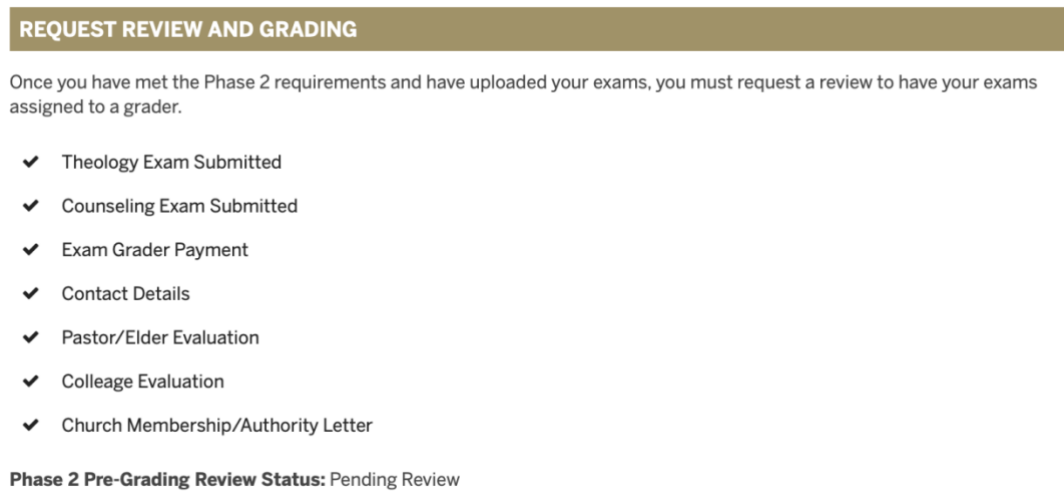 REQUEST REVIEW AND GRADING
Once you have met the Phase 2 requirements and have uploaded your exams, you must request a review to have your exams
assigned to a grader.
Theology Exam Submitted
Counseling Exam Submitted
Exam Grader Payment
Contact Details
Pastor/Elder Evaluation
Colleage Evaluation
Church Membership/Authority Letter
Phase 2 Pre-Grading Review Status: Pending Review